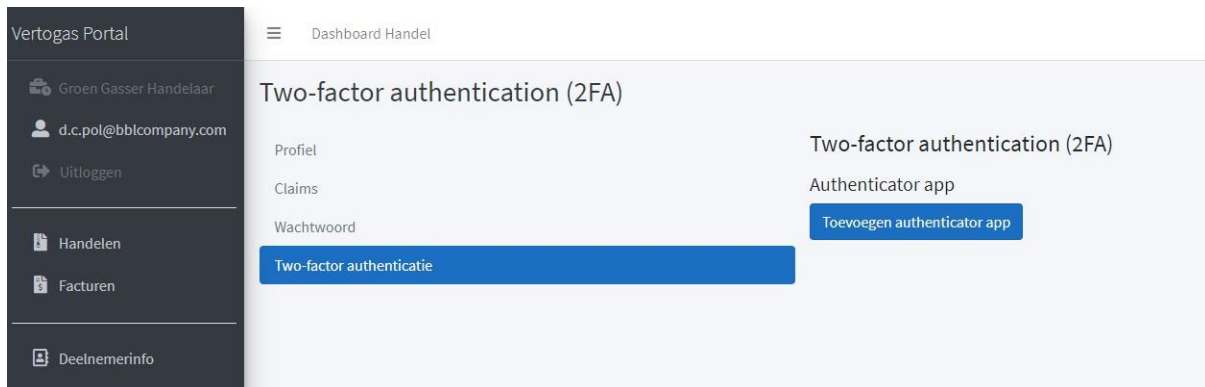 Vertogas Portal
Dashboard Handel
Groen Gasser Handelaar
d.c.pol@bblcompany.com
Uitloggen
Handelen
Facturen
Deelnemerinfo
Two-factor authentication (2FA)
Profiel
Claims
Wachtwoord
Two-factor authenticatie
Two-factor authentication (2FA)
Authenticator app
Toevoegen authenticator app